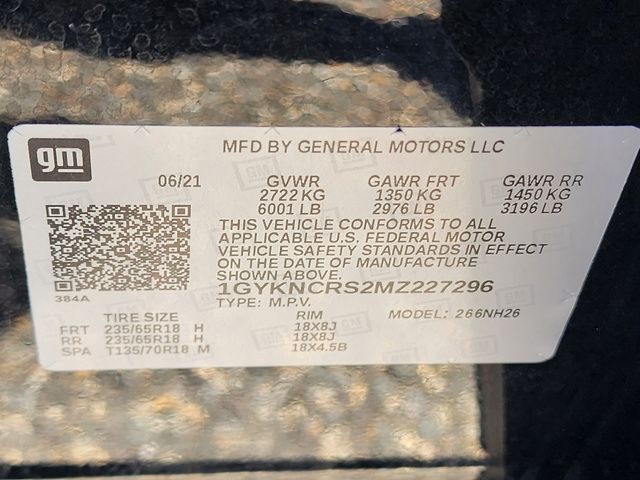 gm
MFD BY GENERAL MOTORS LLC
06/21 GVWR GAWR FRT GAWR RR
2722 KG 1350 KG 1450 KG
6001 LB 2976 LB 3196 LB
THIS VEHICLE CONFORMS TO ALL
APPLICABLE U.S. FEDERAL MOTOR
VEHICLE SAFETY STANDARDS IN EFFECT
ON THE DATE OF MANUFACTURE
SHOWN ABOVE.
384A
1GYKNCRS2MZ227296
TYPE: M.P.V. MODEL: 266NH26
TIRE SIZE RIM
FRT 235/65R18 H 18X8J
RR 235/65R18 H 18X8J
SPA T135/70R18 M 18X4.5B